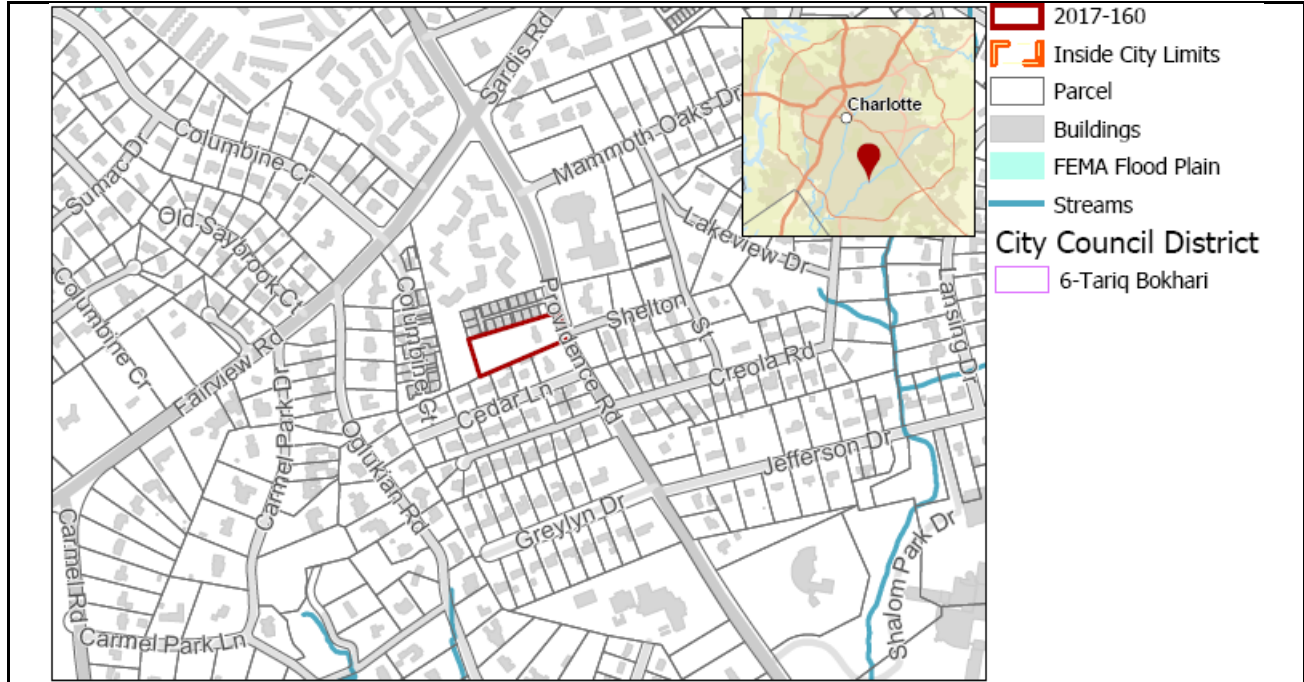 Sardis Rd
Mammoth Oaks Dr
Columbine Cr
Sumac Dr
Old Saybrook Ct
Columbine Cr
Fairview Rd
Columbine Ct
Providence Rd
Shelton St
Lakeview Dr
Lansing Dr
Creola Rd
Cedar Ln
Carmel Park Dr
Oglukian Rd
Jefferson Dr
Greylyn Dr
Carmel Rd
Carmel Park Ln
Shalom Park Dr
Charlotte
2017-160
Inside City Limits
Parcel
Buildings
FEMA Flood Plain
Streams
City Council District
6-Tariq Bokhari